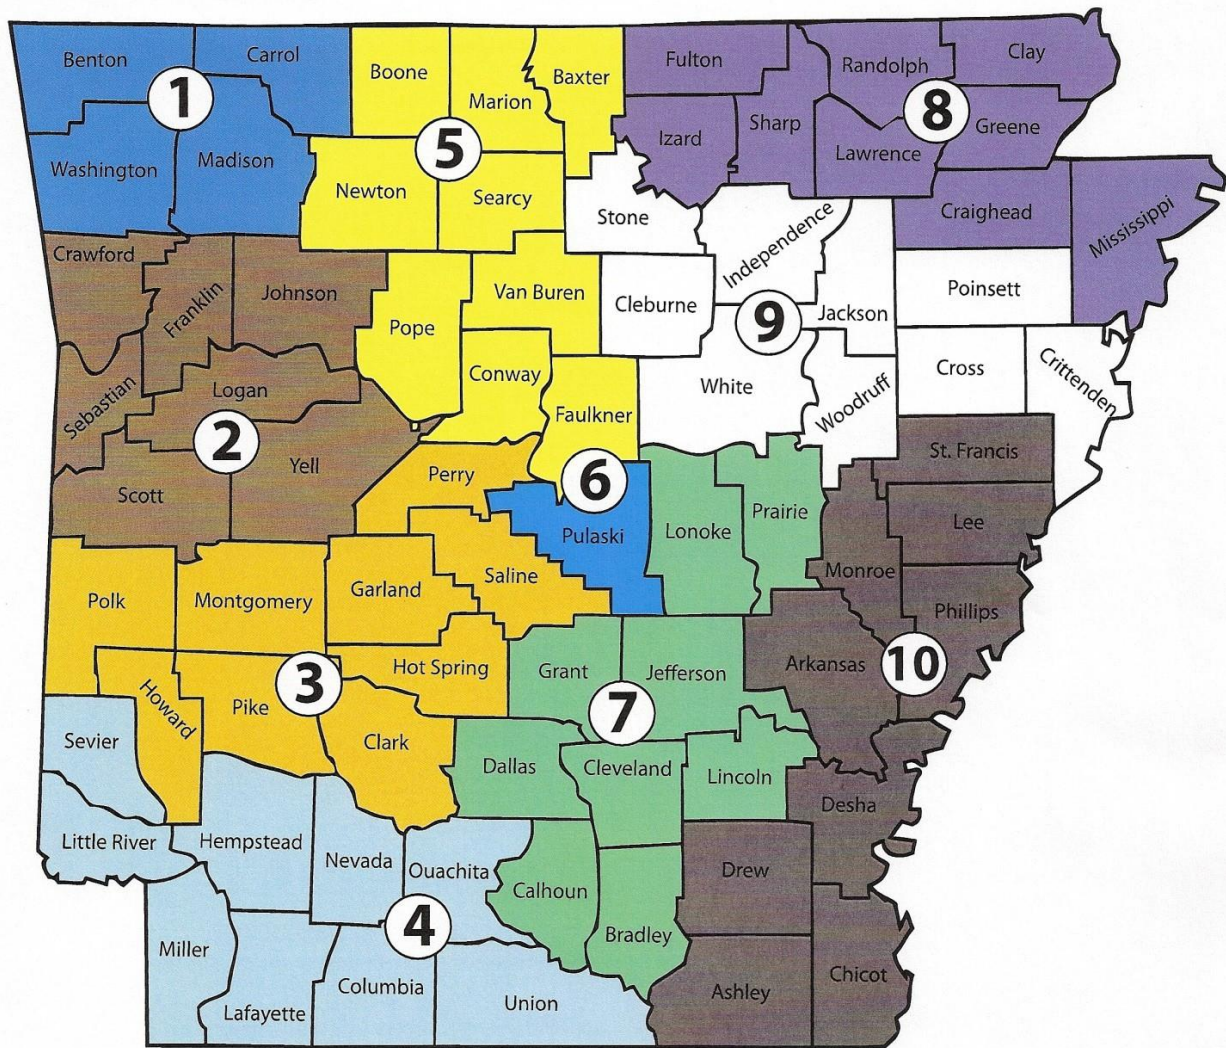 Benton
Carrol
1
Washington
Madison
Boone
Marion
Baxter
5
Newton
Searcy
Fulton
Randolph
Clay
8
Izard
Sharp
Lawrence
Greene
Craighead
Mississippi
Stone
Independence
Crawford
Franklin
Johnson
Pope
Van Buren
Cleburne
9
Jackson
Poinsett
Sebastian
Logan
2
Conway
Faulkner
White
Woodruff
Cross
Crittenden
Scott
Yell
Perry
6
Pulaski
Lonoke
Prairie
St. Francis
Lee
Monroe
Phillips
Polk
Montgomery
Garland
Saline
3
Howard
Pike
Hot Spring
Clark
Grant
Jefferson
7
Arkansas
10
Sevier
Dallas
Cleveland
Lincoln
Desha
Little River
Hempstead
Nevada
Ouachita
Calhoun
Drew
4
Bradley
Miller
Lafayette
Columbia
Union
Ashley
Chicot